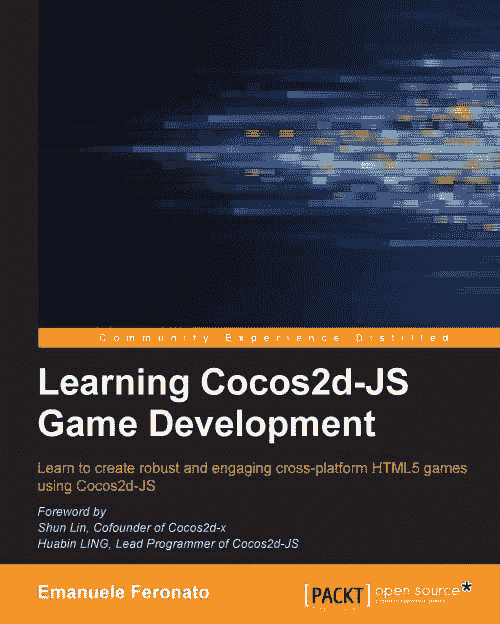 Community Experience Distilled
Learning Cocos2d-JS
Game Development
Learn to create robust and engaging cross-platform HTML5 games
using Cocos2d-JS
Foreword by
Shun Lin, Cofounder of Cocos2d-x
Huabin LING, Lead Programmer of Cocos2d-JS
Emanuele Feronato
[PACKT] open source*